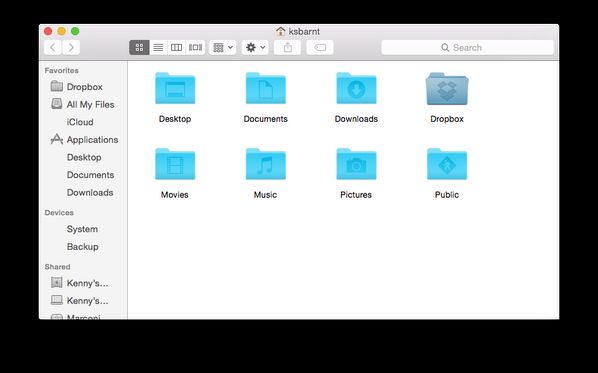 ksbarnt
Search
Favorites
Dropbox
All My Files
iCloud
Applications
Desktop
Documents
Downloads
Devices
System
Backup
Shared
Kenny's...
Kenny's...
Marconi
Desktop Documents Downloads Dropbox
Movies Music Pictures Public